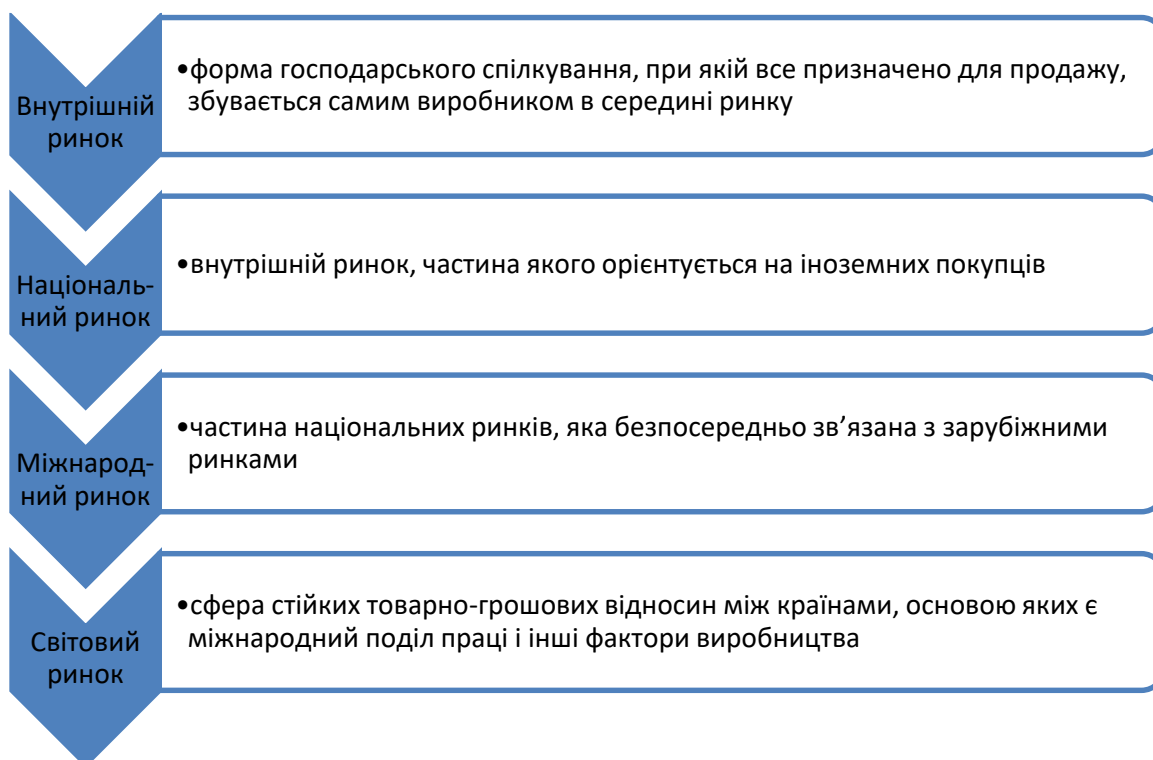 Внутрішній
ринок
•форма господарського спілкування, при якій все призначено для продажу,
збувається самим виробником в середині ринку
Національ-
ний ринок
•внутрішній ринок, частина якого орієнтується на іноземних покупців
Міжнарод-
ний ринок
•частина національних ринків, яка безпосередньо зв’язана з зарубіжними
ринками
Світовий
ринок
•сфера стійких товарно-грошових відносин між країнами, основою яких є
міжнародний поділ праці і інші фактори виробництва